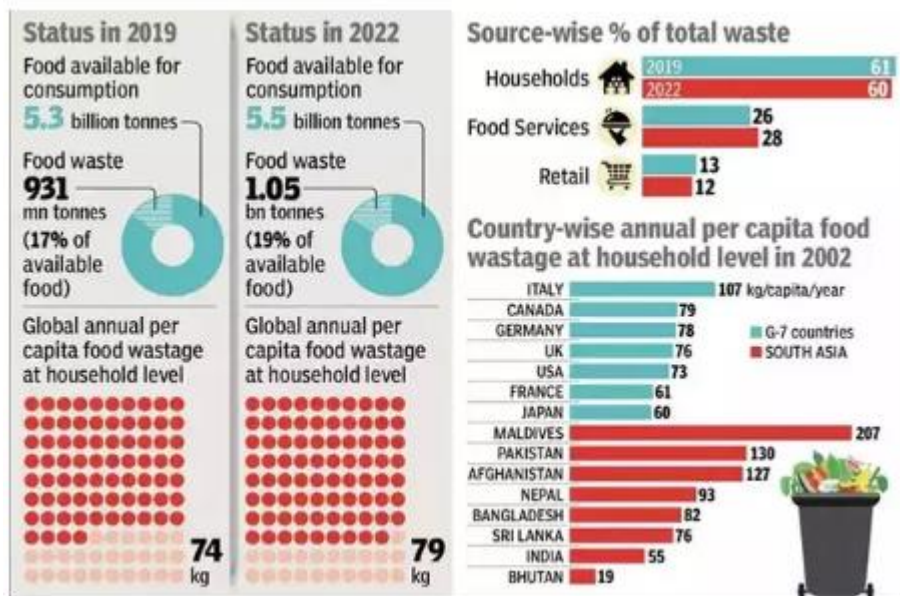 Status in 2019
Food available for
consumption
5.3 billion tonnes
Food waste
931
mn tonnes
(17% of
available
food)
Global annual per
capita food wastage
at household level
74
kg
Status in 2022
Food available for
consumption
5.5 billion tonnes
Food waste
1.05
bn tonnes
(19% of
available
food)
Global annual per
capita food wastage
at household level
79
kg
Source-wise % of total waste
Households 2019 61
2022 60
Food Services 26
28
Retail 13
12
Country-wise annual per capita food
wastage at household level in 2002
ITALY 107 kg/capita/year
CANADA 79
GERMANY 78
UK 76
USA 73
FRANCE 61
JAPAN 60
G-7 countries
SOUTH ASIA
MALDIVES 207
PAKISTAN 130
AFGHANISTAN 127
NEPAL 93
BANGLADESH 82
SRI LANKA 76
INDIA 55
BHUTAN 19